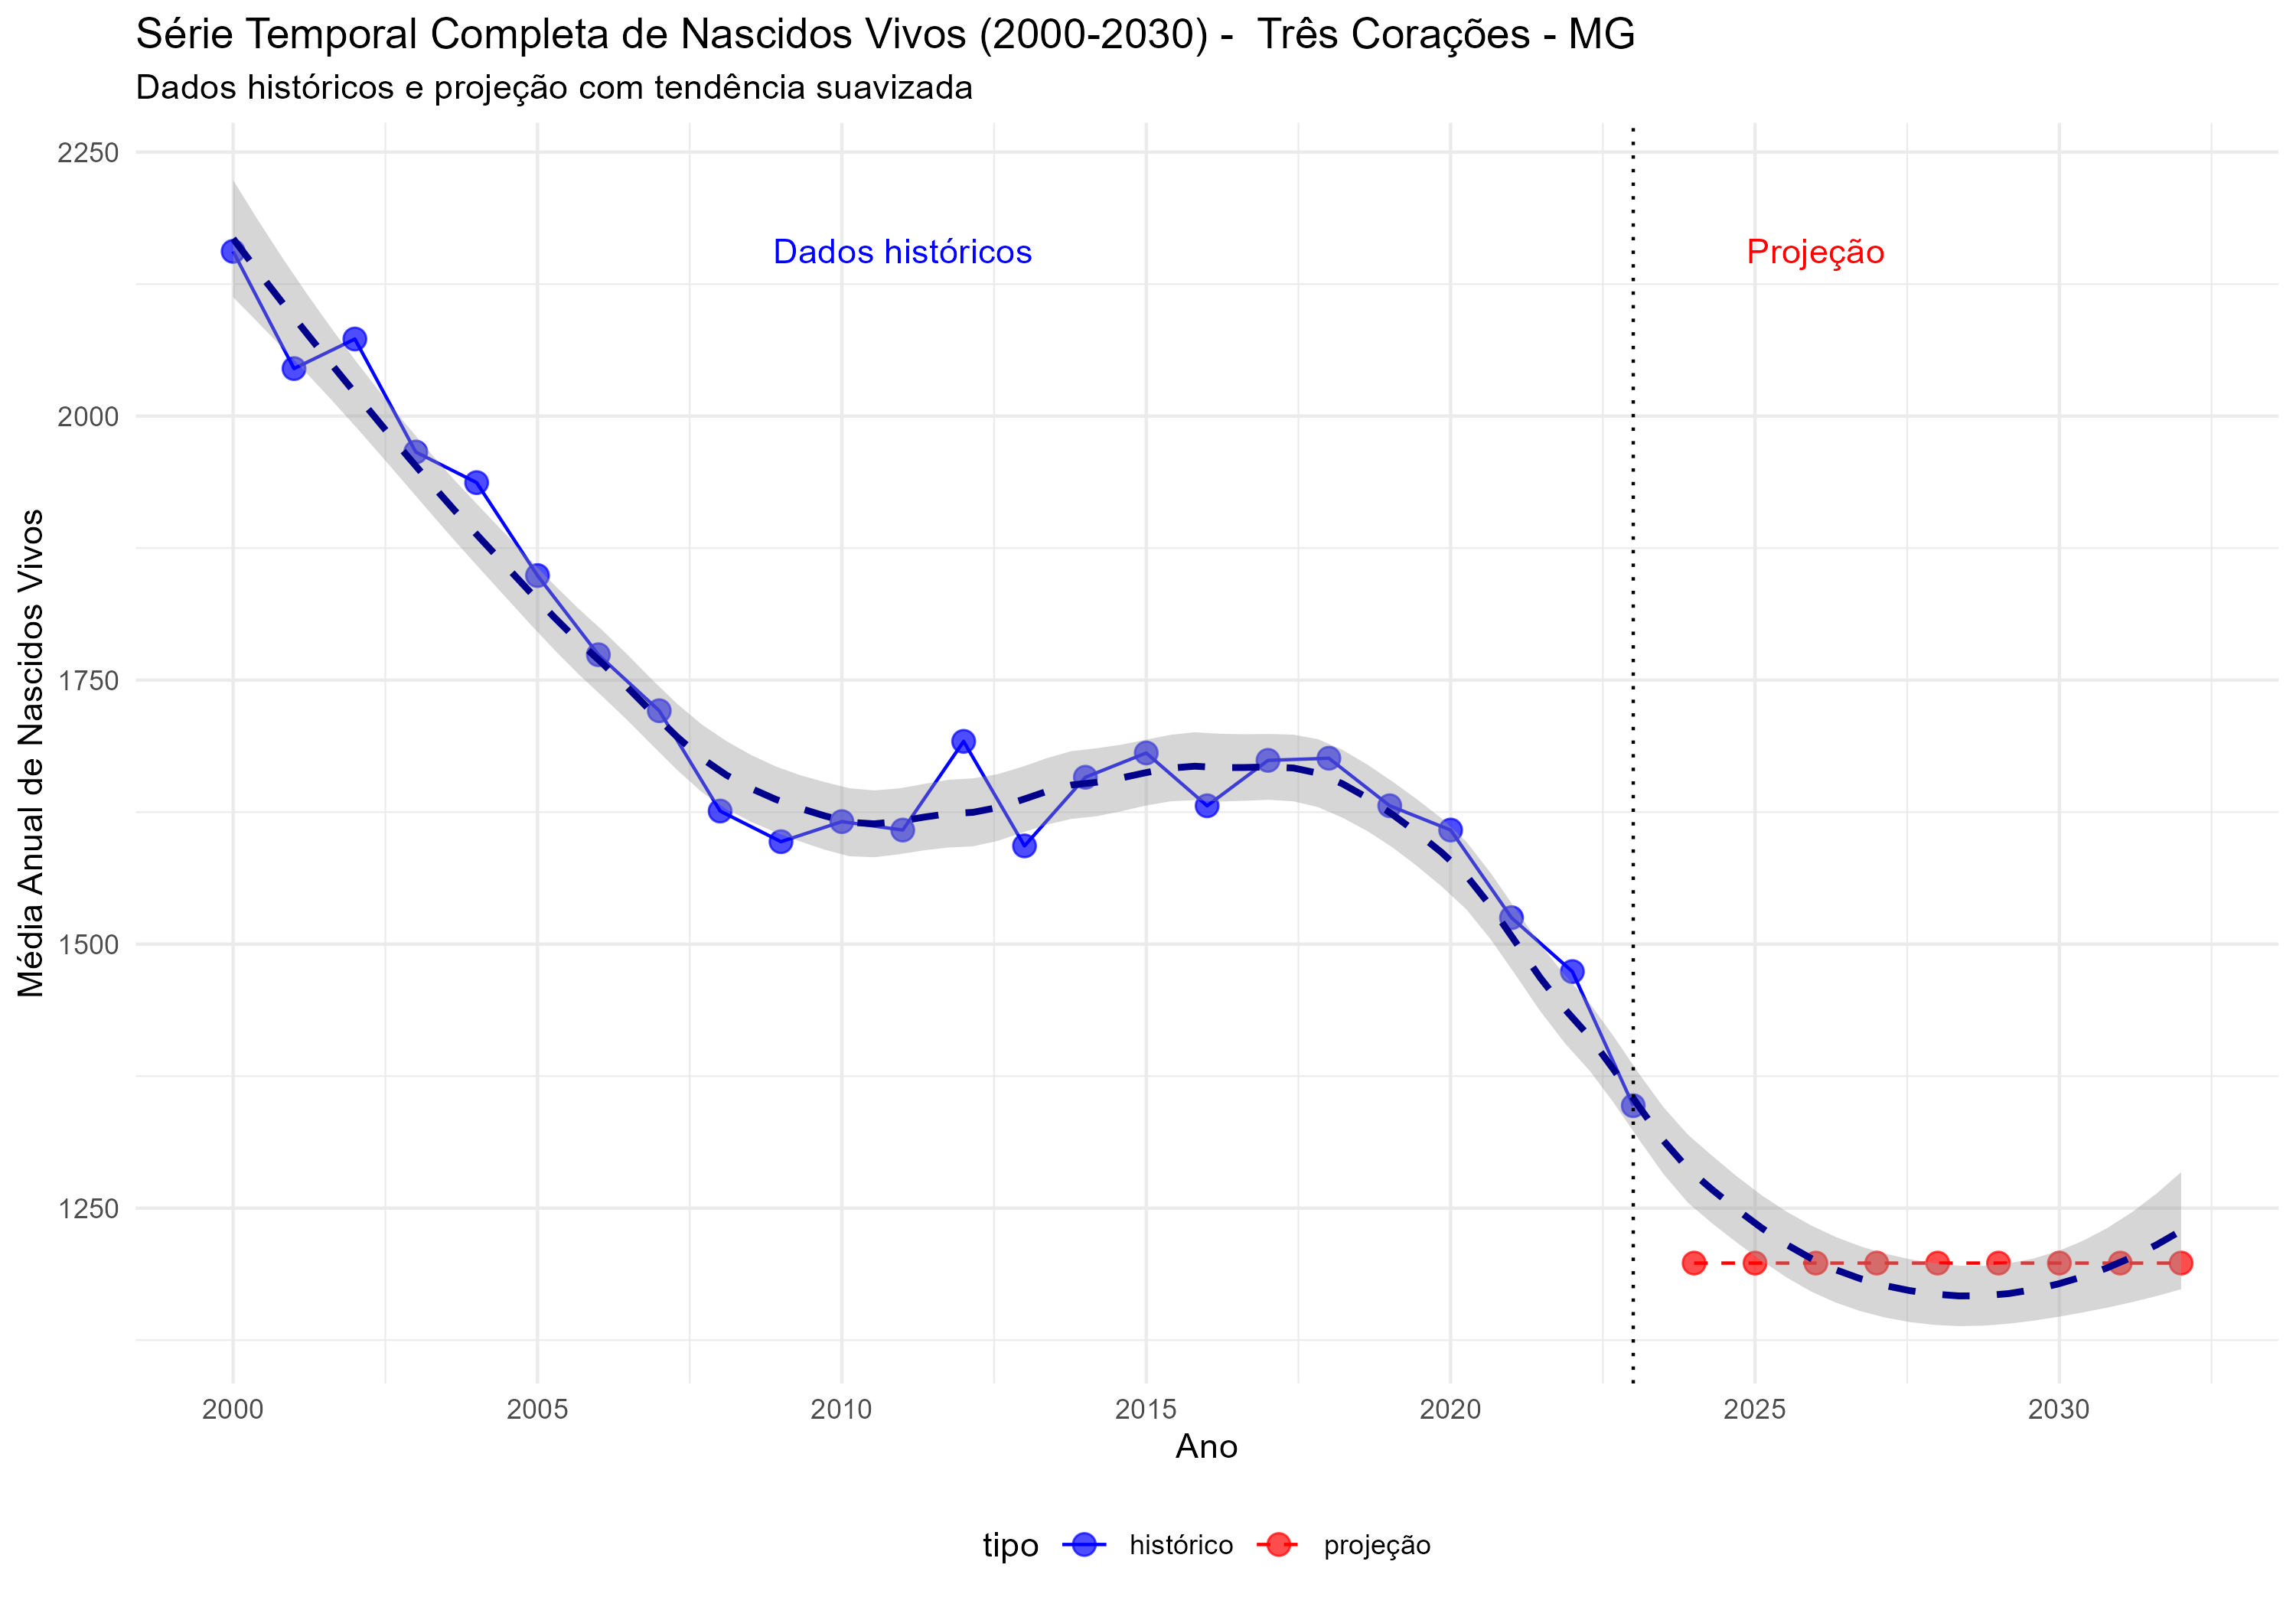 Série Temporal Completa de Nascidos Vivos (2000-2030) -  Três Corações - MG
Dados históricos e projeção com tendência suavizada
Média Anual de Nascidos Vivos
2250
2000
1750
1500
1250
Dados históricos
Projeção
2000 2005 2010 2015 2020 2025 2030
Ano
tipo histórico projeção